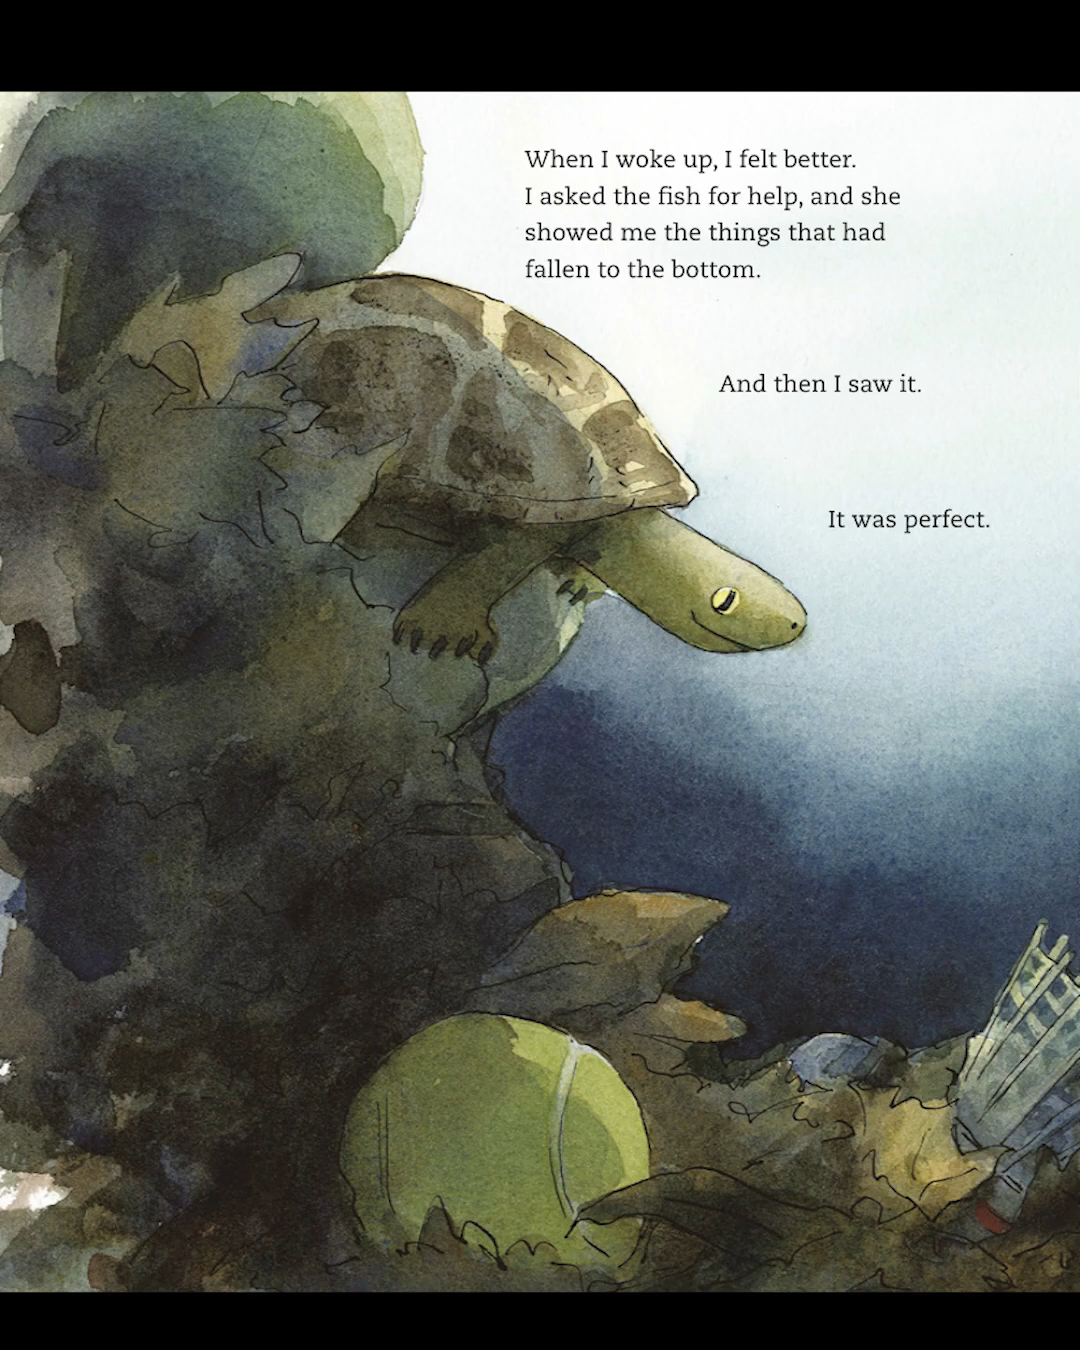 When I woke up, I felt better.
I asked the fish for help, and she
showed me the things that had
fallen to the bottom.
And then I saw it.
It was perfect.